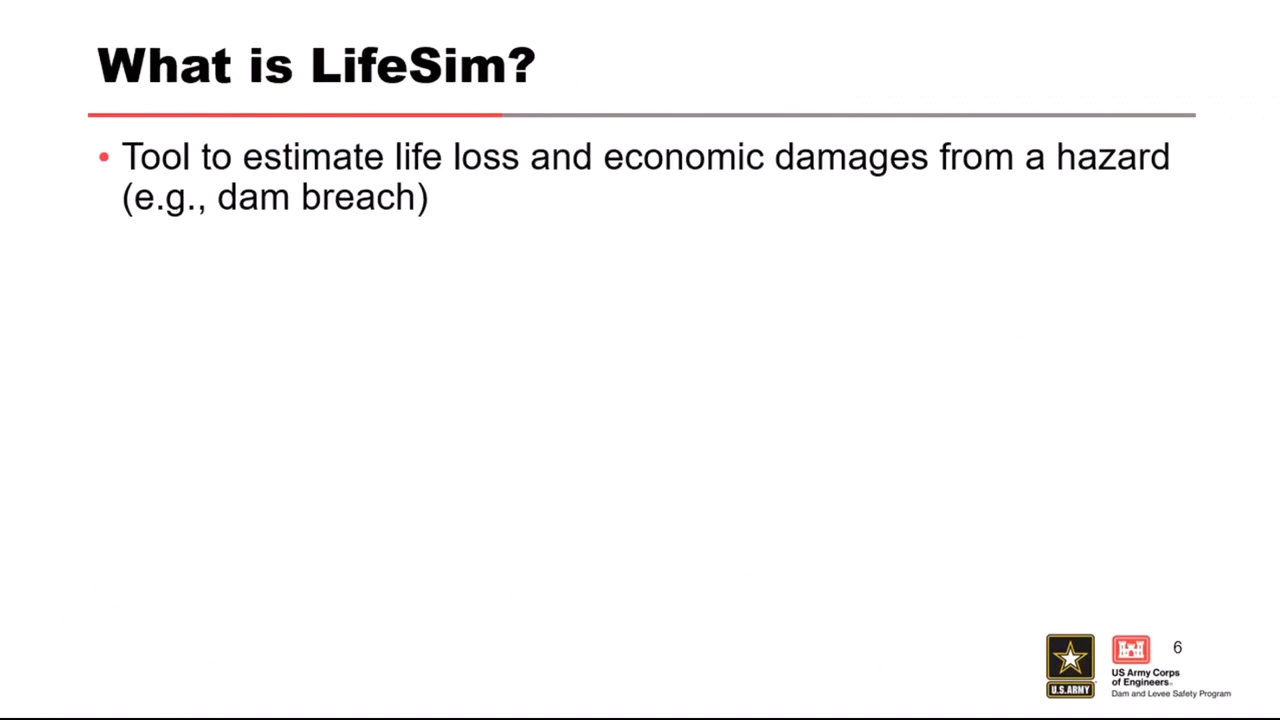 What is LifeSim?
• Tool to estimate life loss and economic damages from a hazard
(e.g., dam breach)
6
U.S.ARMY
US Army Corps
of Engineers.
Dam and Levee Safety Program